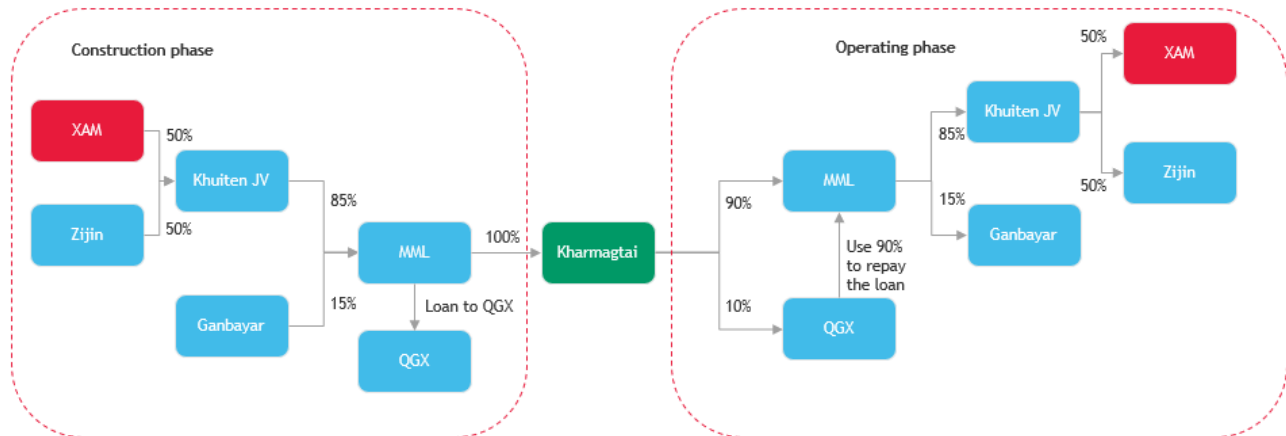 Construction phase
XAM
50%
Khuiten JV
Zijin
50%
85%
MML
100%
Ganbayar
15%
Loan to QGX
QGX
Kharmagtai
Operating phase
50%
XAM
Khuiten JV
85%
MML
Zijin
50%
90%
15%
Ganbayar
Use 90%
to repay
the loan
10%
QGX